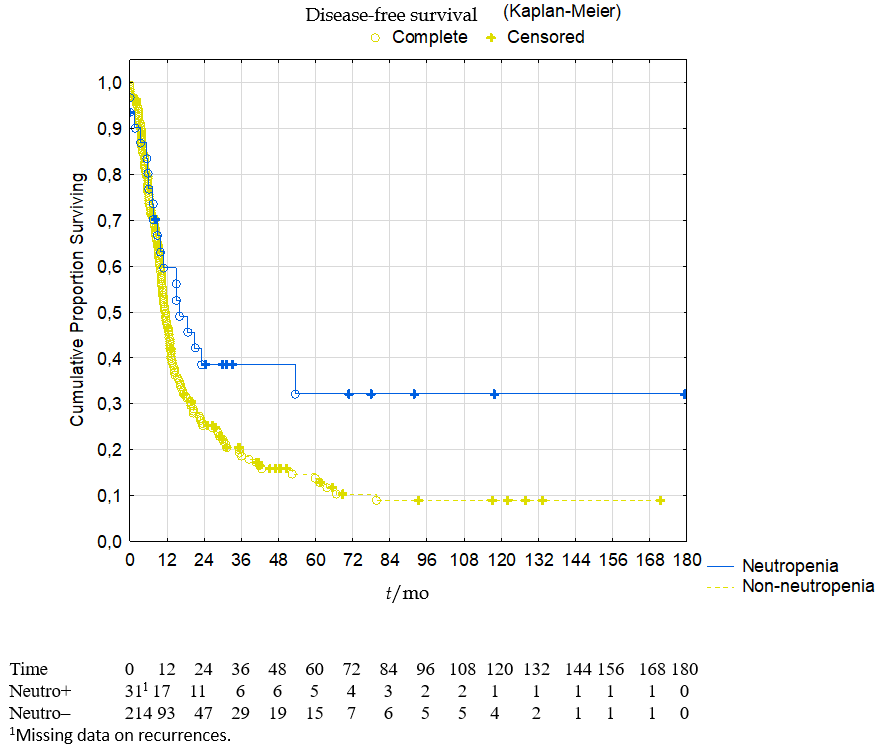 Disease-free survival (Kaplan-Meier)
Complete Censored
Cumulative Proportion Surviving
1,0
0,9
0,8
0,7
0,6
0,5
0,4
0,3
0,2
0,1
0,0
0 12 24 36 48 60 72 84 96 108 120 132 144 156 168 180
t/mo
Neutropenia
Non-neutropenia
Time 0 12 24 36 48 60 72 84 96 108 120 132 144 156 168 180
Neutro+ 31¹ 17 11 6 6 5 4 3 2 2 1 1 1 1 1 0
Neutro– 214 93 47 29 19 15 7 6 5 5 4 2 1 1 1 0
¹Missing data on recurrences.